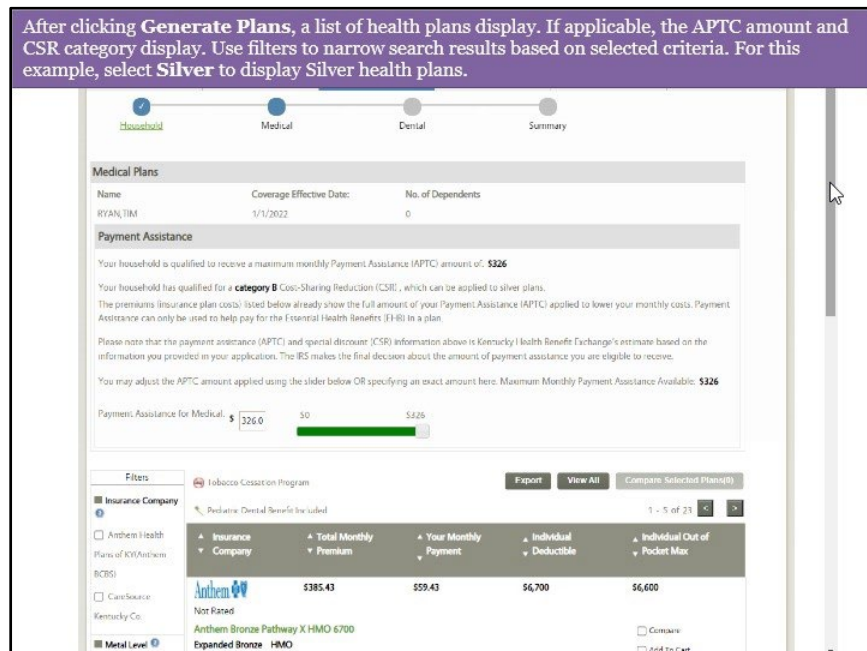 After clicking Generate Plans, a list of health plans display. If applicable, the APTC amount and
CSR category display. Use filters to narrow search results based on selected criteria. For this
example, select Silver to display Silver health plans.
Household Medical Dental Summary
Medical Plans
Name Coverage Effective Date: No. of Dependents
RYAN,TIM 1/1/2022 0
Payment Assistance
Your household is qualified to receive a maximum monthly Payment Assistance (APTC) amount of: $326
Your household has qualified for a category B Cost-Sharing Reduction (CSR) , which can be applied to silver plans.
The premiums (insurance plan costs) listed below already show the full amount of your Payment Assistance (APTC) applied to lower your monthly costs. Payment
Assistance can only be used to help pay for the Essential Health Benefits (EHB) in a plan.
Please note that the payment assistance (APTC) and special discount (CSR) information above is Kentucky Health Benefit Exchange's estimate based on the
information you provided in your application. The IRS makes the final decision about the amount of payment assistance you are eligible to receive.
You may adjust the APTC amount applied using the slider below OR specifying an exact amount here. Maximum Monthly Payment Assistance Available: $326
Payment Assistance for Medical: $ 326.0 $0 $326
Filters
Tobacco Cessation Program Export View All Compare Selected Plans(0)
Insurance Company
Pediatric Dental Benefit Included 1 - 5 of 23 < >
Anthem Health
Plans of KY(Anthem
BCBS)
CareSource
Kentucky Co.
Metal Level
Insurance Company Total Monthly Premium Your Monthly Payment Individual Deductible Individual Out of Pocket Max
Anthem $385.43 $59.43 $6,700 $6,600
Not Rated
Anthem Bronze Pathway X HMO 6700 Compare
Expanded Bronze HMO Add To Cart